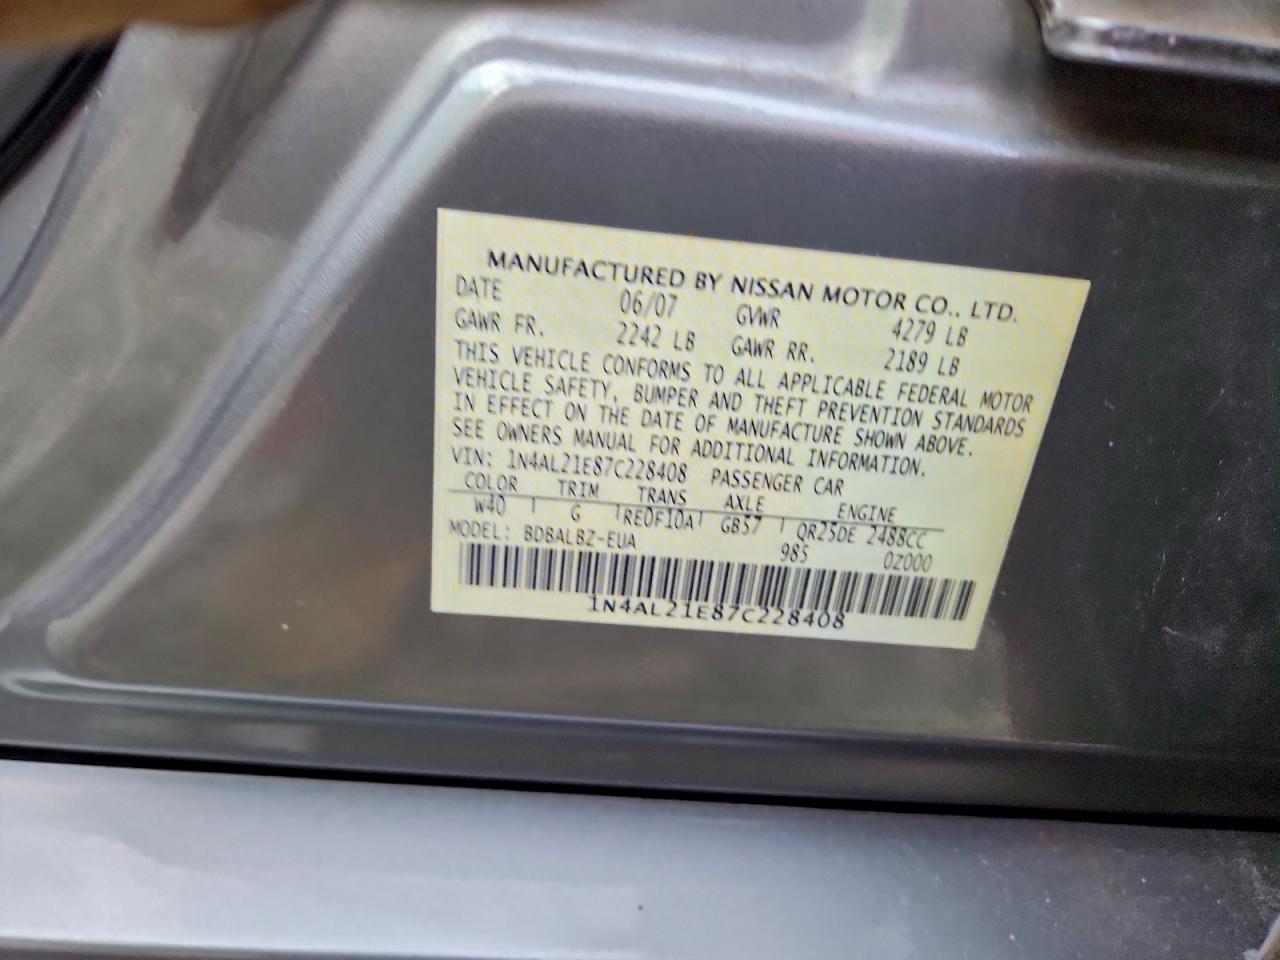 MANUFACTURED BY NISSAN MOTOR CO., LTD.
DATE 06/07 GVWR 4279 LB
GAWR FR. 2242 LB GAWR RR. 2189 LB
THIS VEHICLE CONFORMS TO ALL APPLICABLE FEDERAL MOTOR
VEHICLE SAFETY, BUMPER AND THEFT PREVENTION STANDARDS
IN EFFECT ON THE DATE OF MANUFACTURE SHOWN ABOVE.
SEE OWNERS MANUAL FOR ADDITIONAL INFORMATION.
VIN: 1N4AL21E87C228408 PASSENGER CAR
COLOR TRIM TRANS AXLE ENGINE
W40 G RE0F10A GB57 QR25DE 2488CC
MODEL: BDBALBZ-EUA 985 0Z000
1N4AL21E87C228408